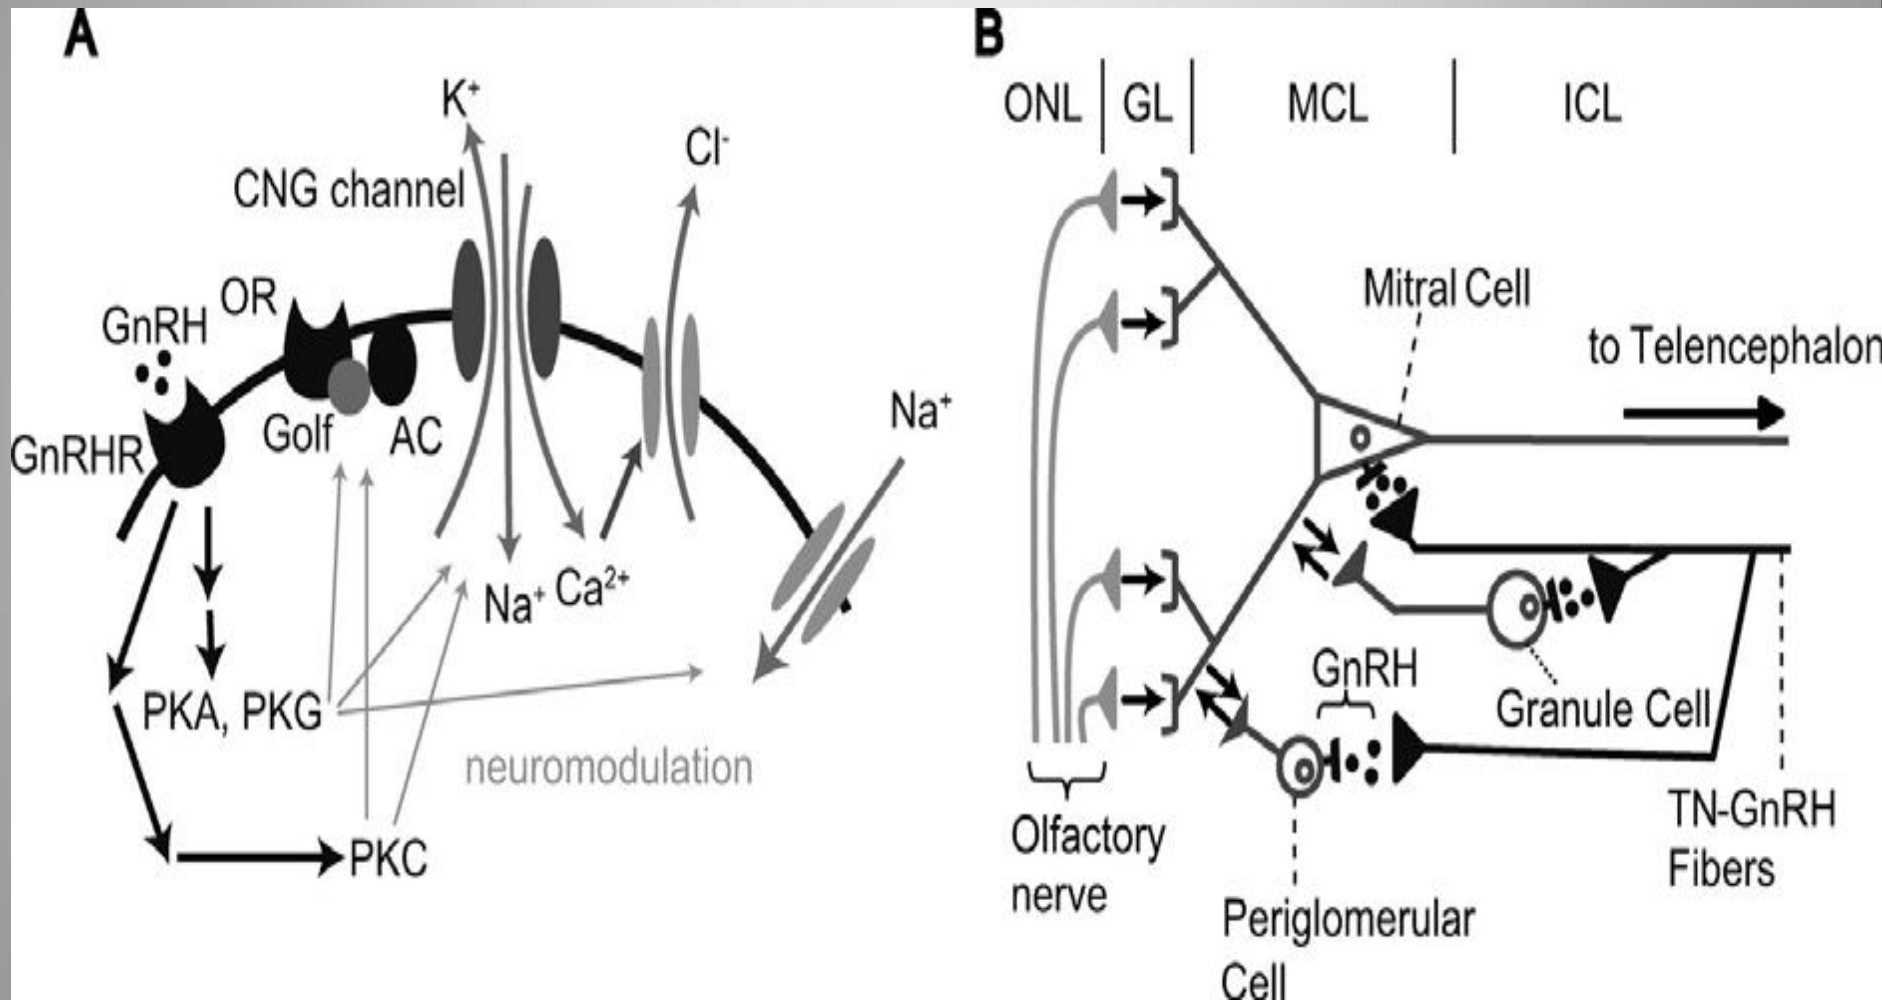 A
K⁺
Cl⁻
CNG channel
OR
GnRH
Golf
AC
GnRHR
Na⁺
Na⁺ Ca²⁺
PKA, PKG
neuromodulation
PKC
B
ONL | GL | MCL | ICL
Mitral Cell
to Telencephalon
GnRH
Granule Cell
TN-GnRH
Fibers
Olfactory
nerve
Periglomerular
Cell